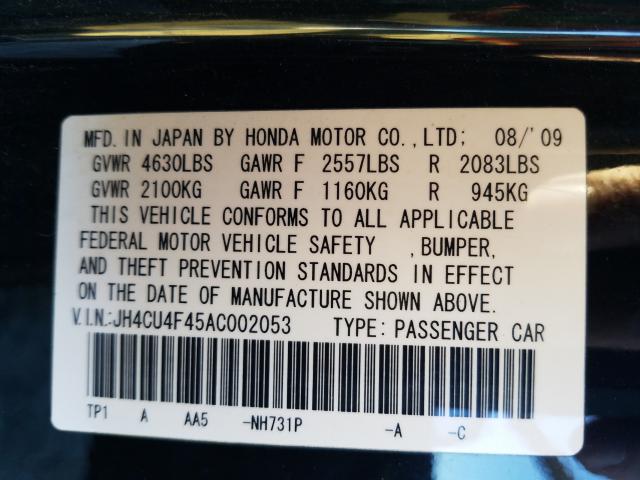 MFD. IN JAPAN BY HONDA MOTOR CO., LTD; 08/'09
GVWR 4630LBS GAWR F 2557LBS R 2083LBS
GVWR 2100KG GAWR F 1160KG R 945KG
THIS VEHICLE CONFORMS TO ALL APPLICABLE
FEDERAL MOTOR VEHICLE SAFETY , BUMPER,
AND THEFT PREVENTION STANDARDS IN EFFECT
ON THE DATE OF MANUFACTURE SHOWN ABOVE.
V.I.N.:JH4CU4F45AC002053 TYPE: PASSENGER CAR
TP1 A AA5 -NH731P -A -C